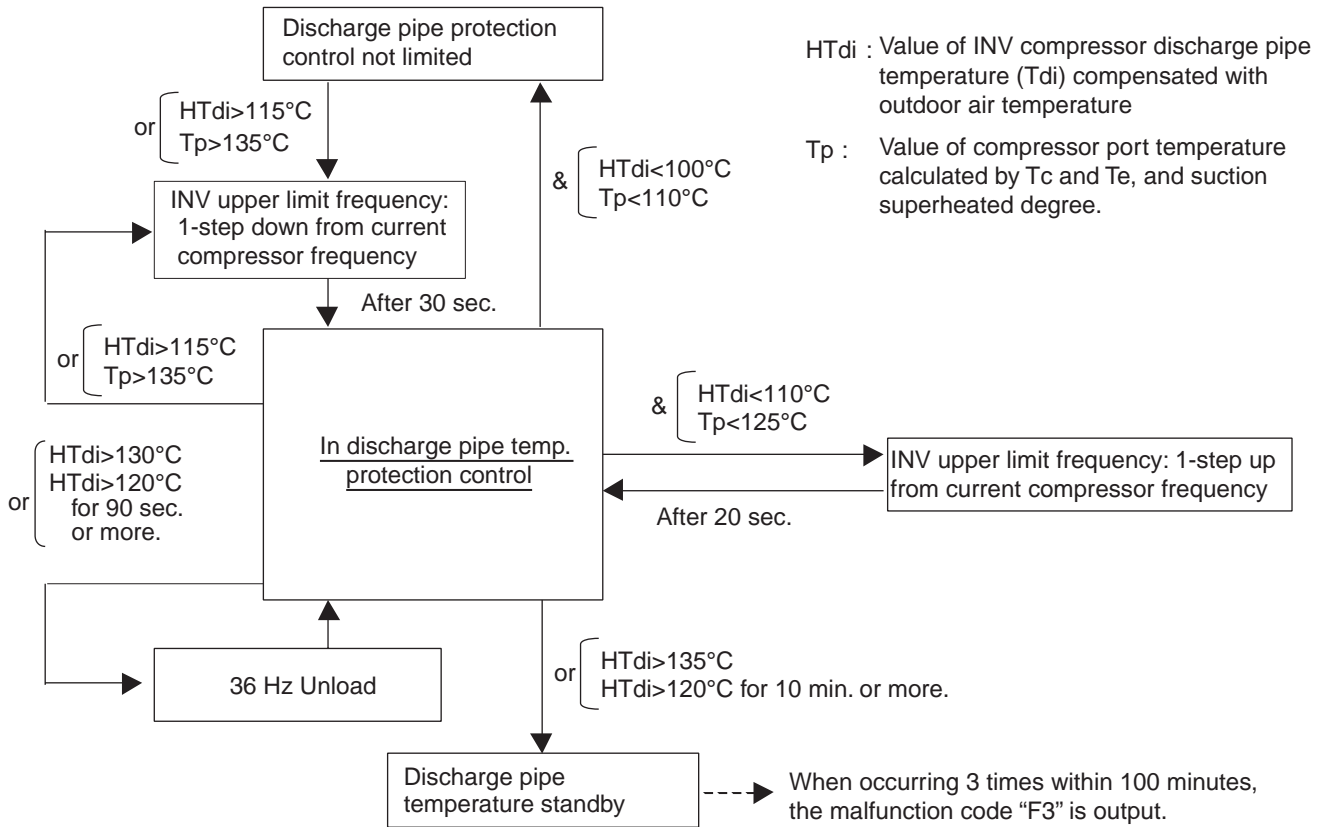 Discharge pipe protection
control not limited
HTdi : Value of INV compressor discharge pipe
temperature (Tdi) compensated with
outdoor air temperature
Tp : Value of compressor port temperature
calculated by Tc and Te, and suction
superheated degree.
or
HTdi>115°C
Tp>135°C
&
HTdi<100°C
Tp<110°C
INV upper limit frequency:
1-step down from current
compressor frequency
After 30 sec.
or
HTdi>115°C
Tp>135°C
&
HTdi<110°C
Tp<125°C
In discharge pipe temp.
protection control
INV upper limit frequency: 1-step up
from current compressor frequency
After 20 sec.
or
HTdi>130°C
HTdi>120°C
for 90 sec.
or more.
36 Hz Unload
or
HTdi>135°C
HTdi>120°C for 10 min. or more.
Discharge pipe
temperature standby
When occurring 3 times within 100 minutes,
the malfunction code “F3” is output.